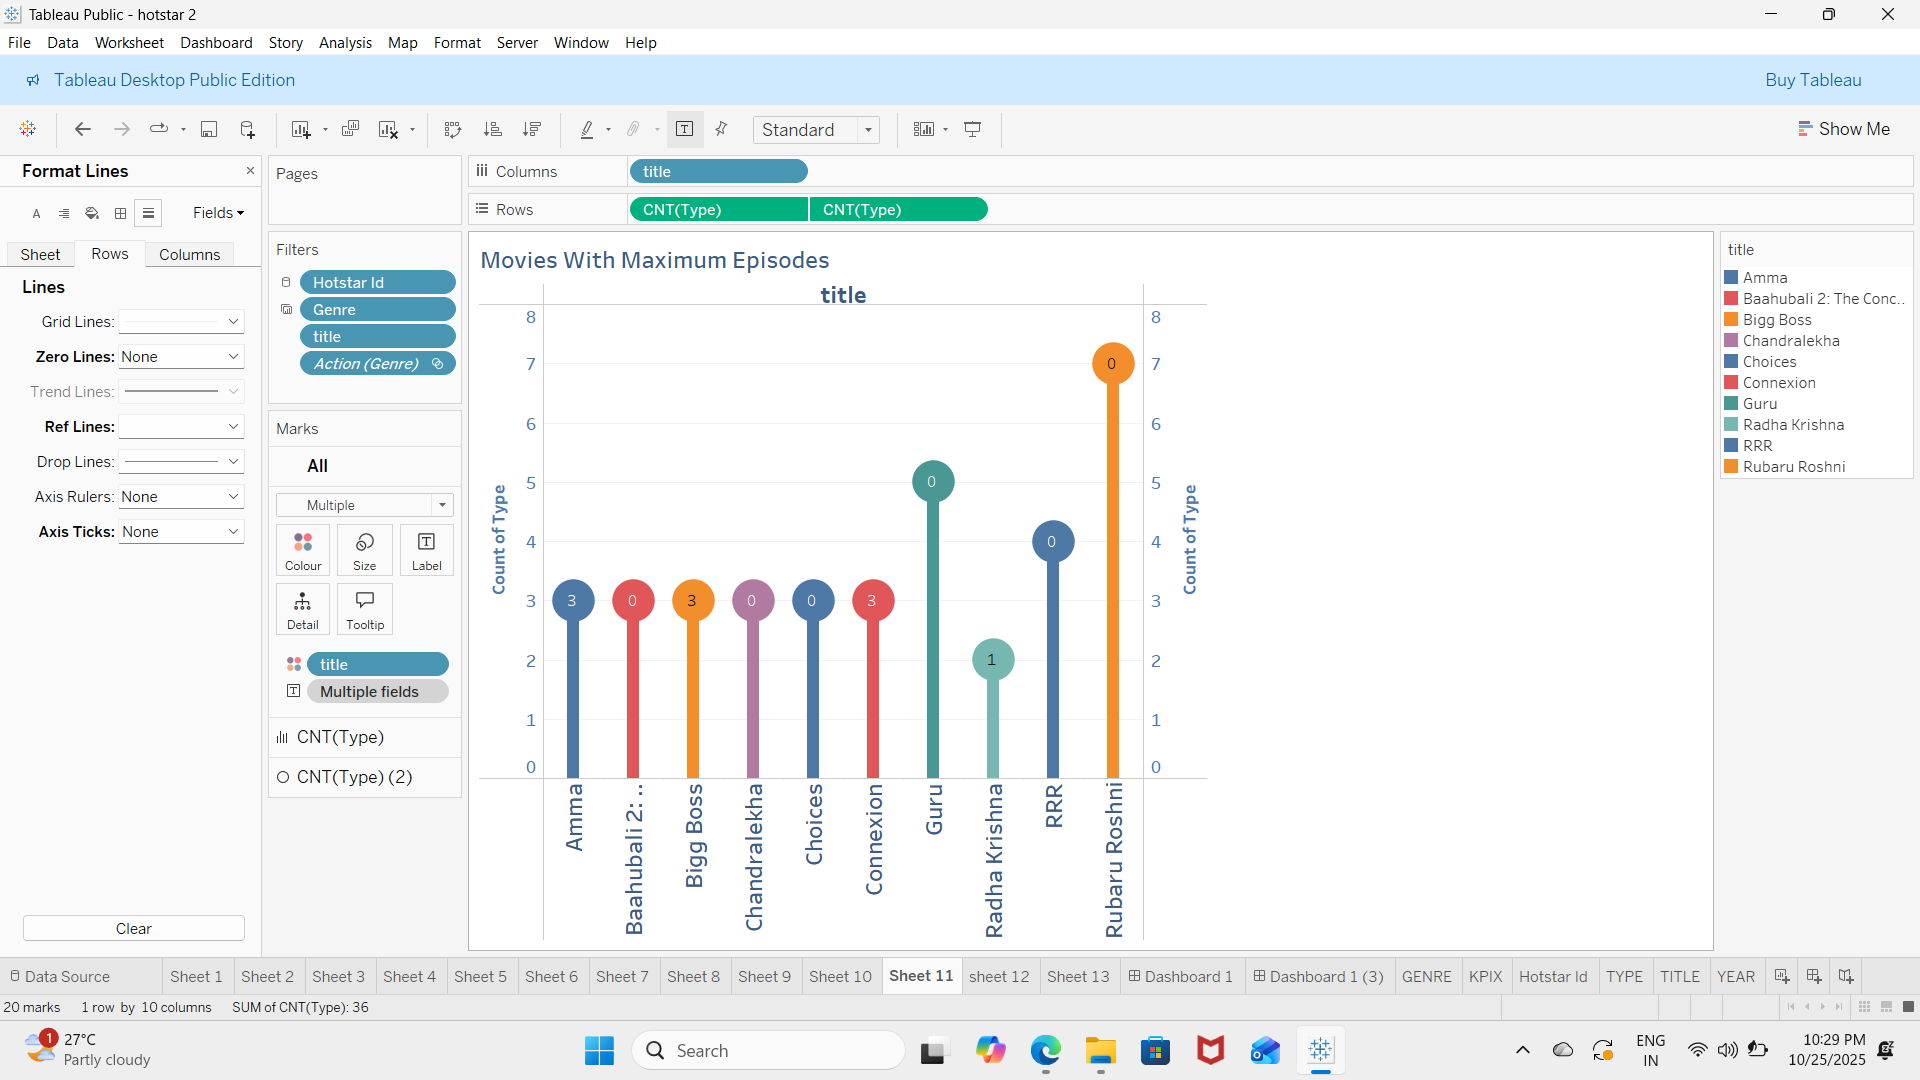 Tableau Public - hotstar 2
File Data Worksheet Dashboard Story Analysis Map Format Server Window Help
Tableau Desktop Public Edition Buy Tableau
Standard Show Me
Format Lines
Fields
Sheet Rows Columns
Lines
Grid Lines:
Zero Lines: None
Trend Lines:
Ref Lines:
Drop Lines:
Axis Rulers: None
Axis Ticks: None
Clear
Pages
Filters
Hotstar Id
Genre
title
Action (Genre)
Marks
All
Multiple
Colour Size Label
Detail Tooltip
title
Multiple fields
CNT(Type)
CNT(Type) (2)
Columns title
Rows CNT(Type) CNT(Type)
Movies With Maximum Episodes
title
8 8
7 0 7
6 6
5 0 5
4 0 4
3 3 0 3 0 0 3 3
2 1 2
1 1
0 0
Count of Type
Count of Type
Amma
Baahubali 2: ..
Bigg Boss
Chandralekha
Choices
Connexion
Guru
Radha Krishna
RRR
Rubaru Roshni
title
Amma
Baahubali 2: The Conc..
Bigg Boss
Chandralekha
Choices
Connexion
Guru
Radha Krishna
RRR
Rubaru Roshni
Data Source Sheet 1 Sheet 2 Sheet 3 Sheet 4 Sheet 5 Sheet 6 Sheet 7 Sheet 8 Sheet 9 Sheet 10 Sheet 11 sheet 12 Sheet 13 Dashboard 1 Dashboard 1 (3) GENRE KPIX Hotstar Id TYPE TITLE YEAR
20 marks 1 row by 10 columns SUM of CNT(Type): 36
1 27°C
Partly cloudy
Search
ENG
IN
10:29 PM
10/25/2025